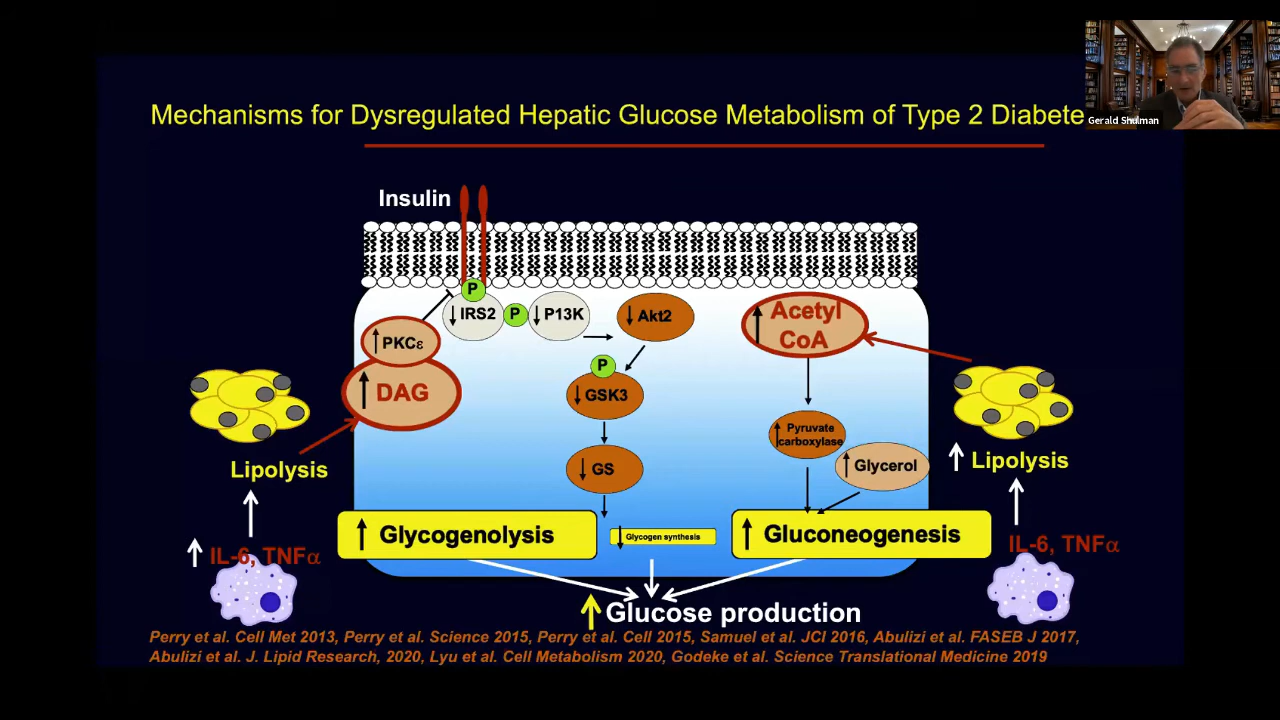 Mechanisms for Dysregulated Hepatic Glucose Metabolism of Type 2 Diabete
Gerald Shulman
Insulin
P
IRS2
P
P13K
Akt2
Acetyl
CoA
PKCε
DAG
P
GSK3
Pyruvate
carboxylase
Glycerol
GS
Lipolysis
Lipolysis
Glycogenolysis
Glycogen synthesis
Gluconeogenesis
IL-6, TNFα
IL-6, TNFα
Glucose production
Perry et al. Cell Met 2013, Perry et al. Science 2015, Perry et al. Cell 2015, Samuel et al. JCI 2016, Abulizi et al. FASEB J 2017,
Abulizi et al. J. Lipid Research, 2020, Lyu et al. Cell Metabolism 2020, Godeke et al. Science Translational Medicine 2019